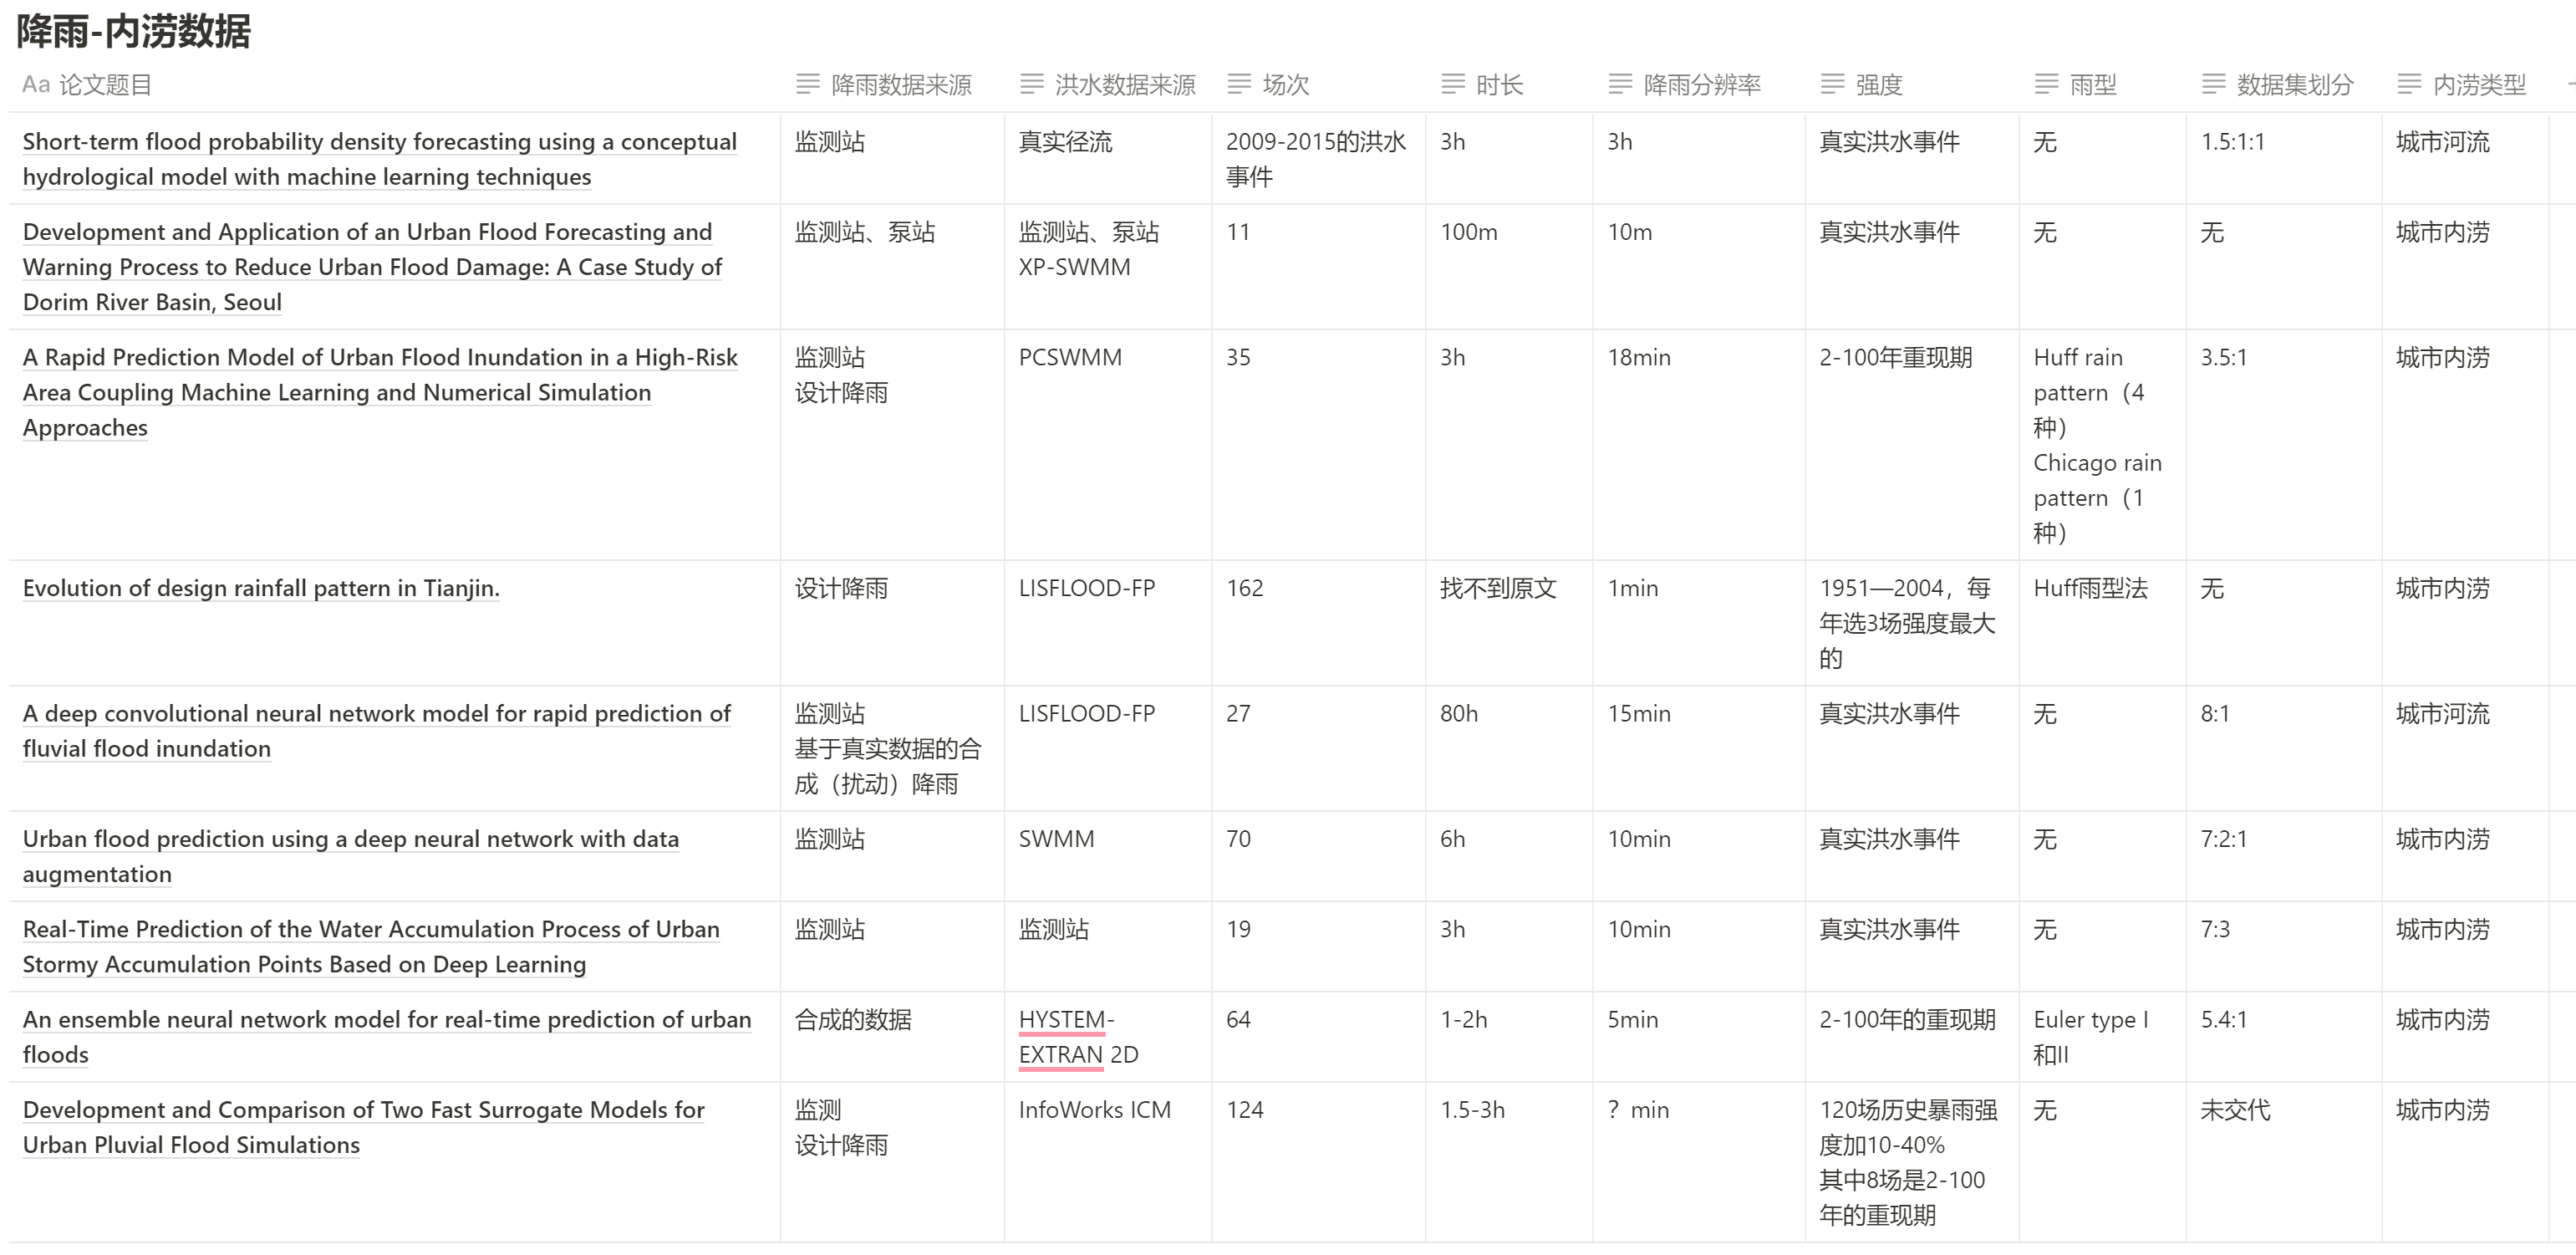 降雨-内涝数据
Aa 论文题目 降雨数据来源 洪水数据来源 场次 时长 降雨分辨率 强度 雨型 数据集划分 内涝类型
Short-term flood probability density forecasting using a conceptual
hydrological model with machine learning techniques
监测站
真实径流
2009-2015的洪水
事件
3h
3h
真实洪水事件
无
1.5:1:1
城市河流
Development and Application of an Urban Flood Forecasting and
Warning Process to Reduce Urban Flood Damage: A Case Study of
Dorim River Basin, Seoul
监测站、泵站
监测站、泵站
XP-SWMM
11
100m
10m
真实洪水事件
无
无
城市内涝
A Rapid Prediction Model of Urban Flood Inundation in a High-Risk
Area Coupling Machine Learning and Numerical Simulation
Approaches
监测站
设计降雨
PCSWMM
35
3h
18min
2-100年重现期
Huff rain
pattern（4
种）
Chicago rain
pattern（1
种）
3.5:1
城市内涝
Evolution of design rainfall pattern in Tianjin.
设计降雨
LISFLOOD-FP
162
找不到原文
1min
1951—2004，每
年选3场强度最大
的
Huff雨型法
无
城市内涝
A deep convolutional neural network model for rapid prediction of
fluvial flood inundation
监测站
基于真实数据的合
成（扰动）降雨
LISFLOOD-FP
27
80h
15min
真实洪水事件
无
8:1
城市河流
Urban flood prediction using a deep neural network with data
augmentation
监测站
SWMM
70
6h
10min
真实洪水事件
无
7:2:1
城市内涝
Real-Time Prediction of the Water Accumulation Process of Urban
Stormy Accumulation Points Based on Deep Learning
监测站
监测站
19
3h
10min
真实洪水事件
无
7:3
城市内涝
An ensemble neural network model for real-time prediction of urban
floods
合成的数据
HYSTEM-
EXTRAN 2D
64
1-2h
5min
2-100年的重现期
Euler type I
和II
5.4:1
城市内涝
Development and Comparison of Two Fast Surrogate Models for
Urban Pluvial Flood Simulations
监测
设计降雨
InfoWorks ICM
124
1.5-3h
？min
120场历史暴雨强
度加10-40%
其中8场是2-100
年的重现期
无
未交代
城市内涝